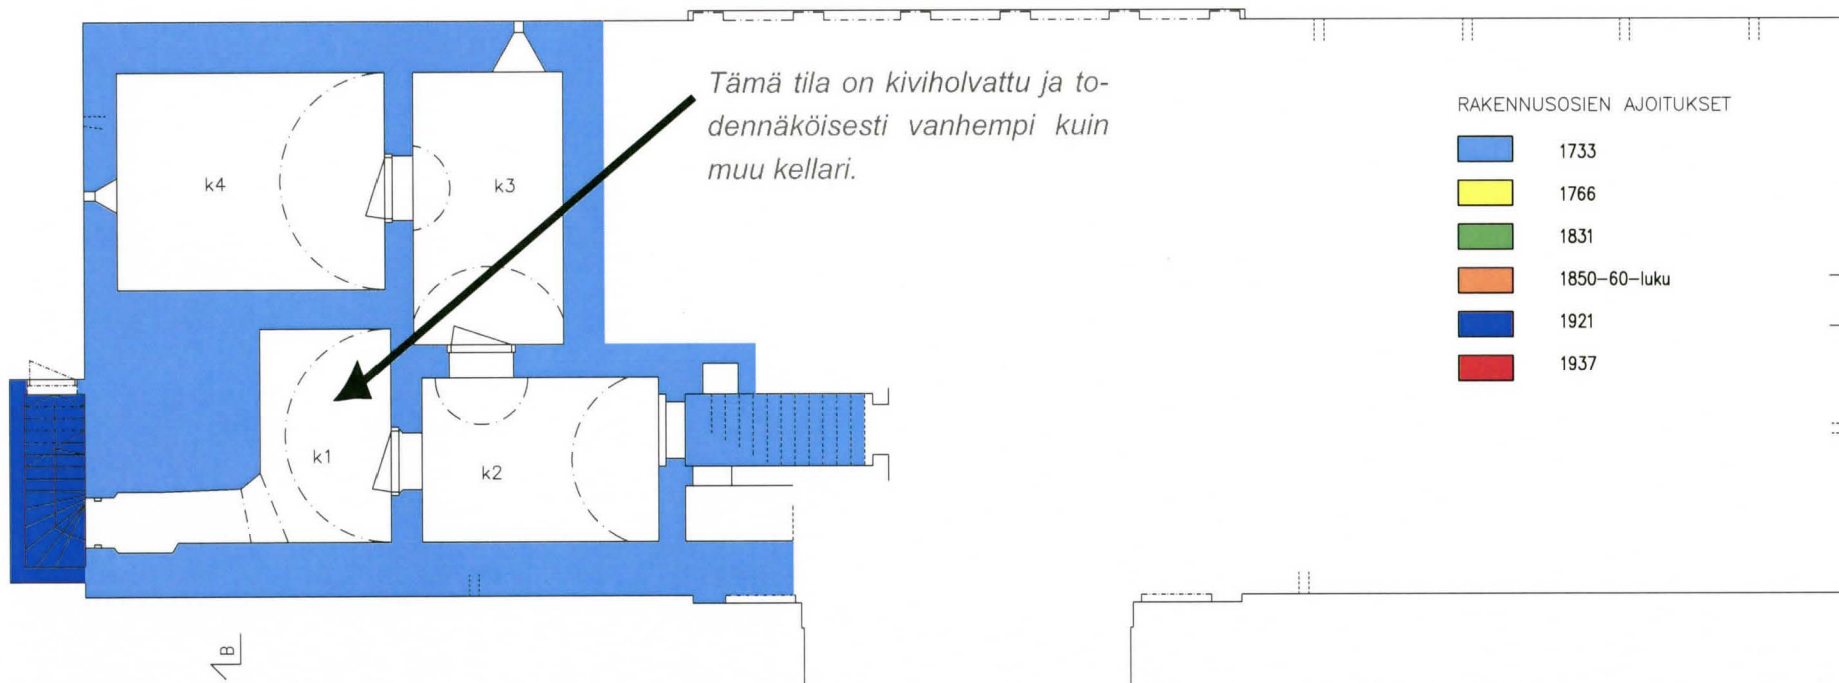 Tämä tila on kiviholvattu ja to-
dennäköisesti vanhempi kuin
muu kellari.
RAKENNUSOSIEN AJOITUKSET
1733
1766
1831
1850-60-luku
1921
1937
k4
k3
k1
k2
B